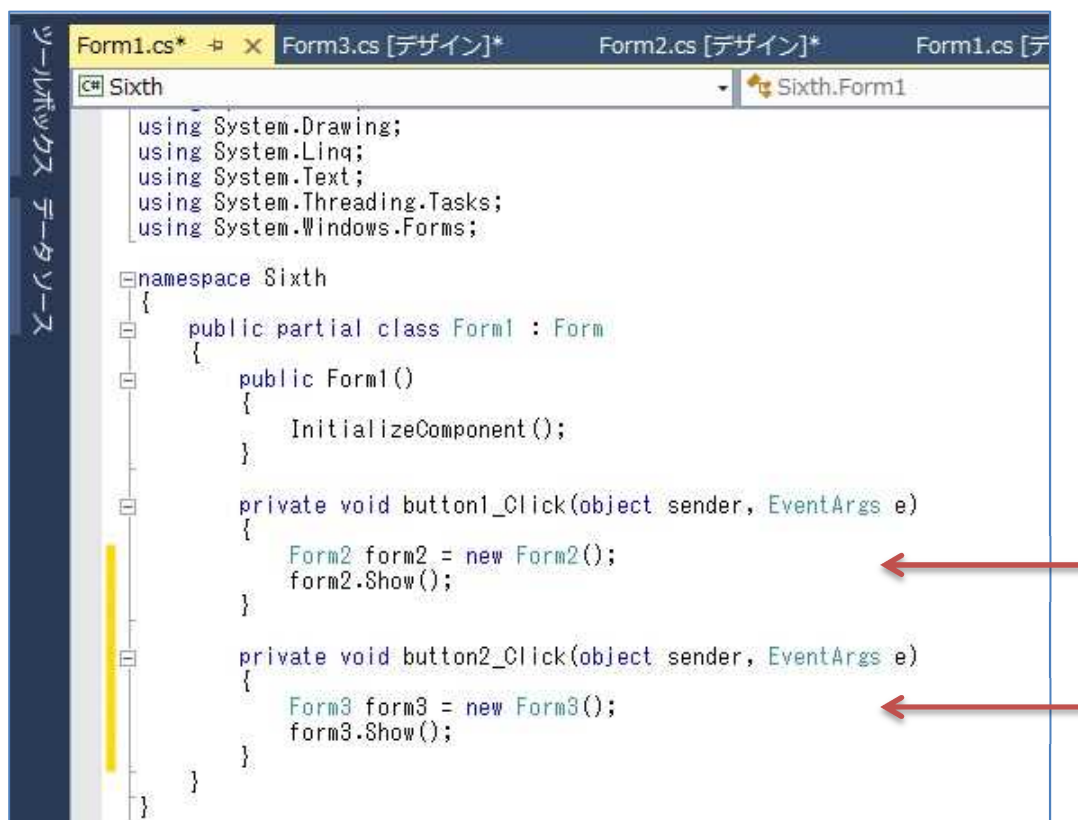 ツールボックス データ ソース
Form1.cs* Form3.cs [デザイン]* Form2.cs [デザイン]* Form1.cs [デ
C# Sixth Sixth.Form1
using System.Drawing;
using System.Linq;
using System.Text;
using System.Threading.Tasks;
using System.Windows.Forms;
namespace Sixth
{
public partial class Form1 : Form
{
public Form1()
{
InitializeComponent();
}
private void button1_Click(object sender, EventArgs e)
{
Form2 form2 = new Form2();
form2.Show();
}
private void button2_Click(object sender, EventArgs e)
{
Form3 form3 = new Form3();
form3.Show();
}
}
}